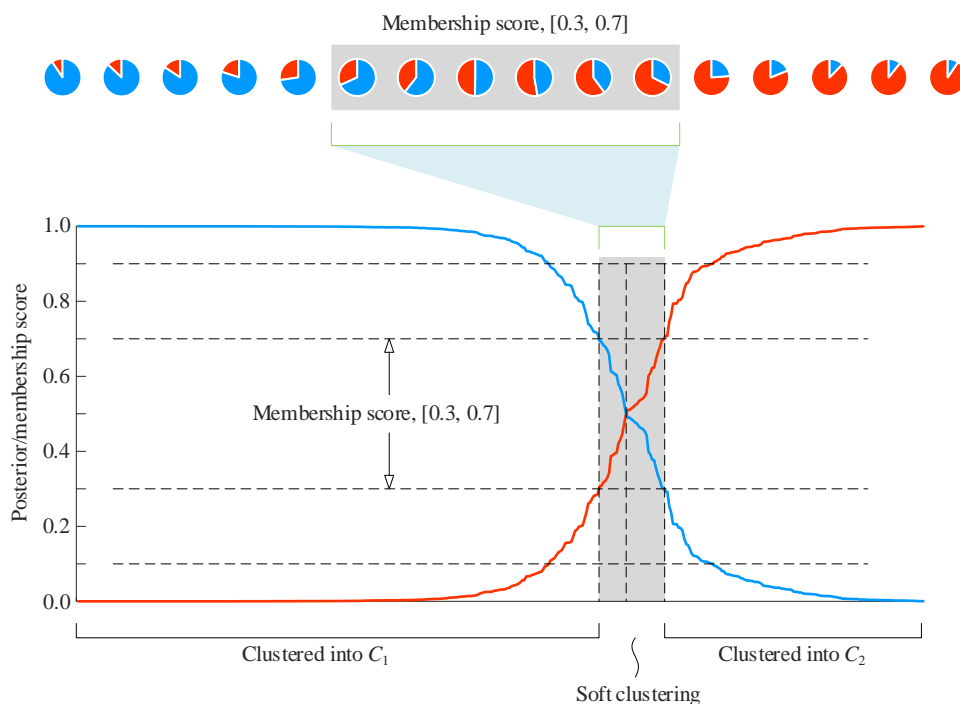 Membership score, [0.3, 0.7]
1.0
0.8
0.6
0.4
0.2
0.0
Posterior/membership score
Membership score, [0.3, 0.7]
Clustered into C₁
Clustered into C₂
Soft clustering